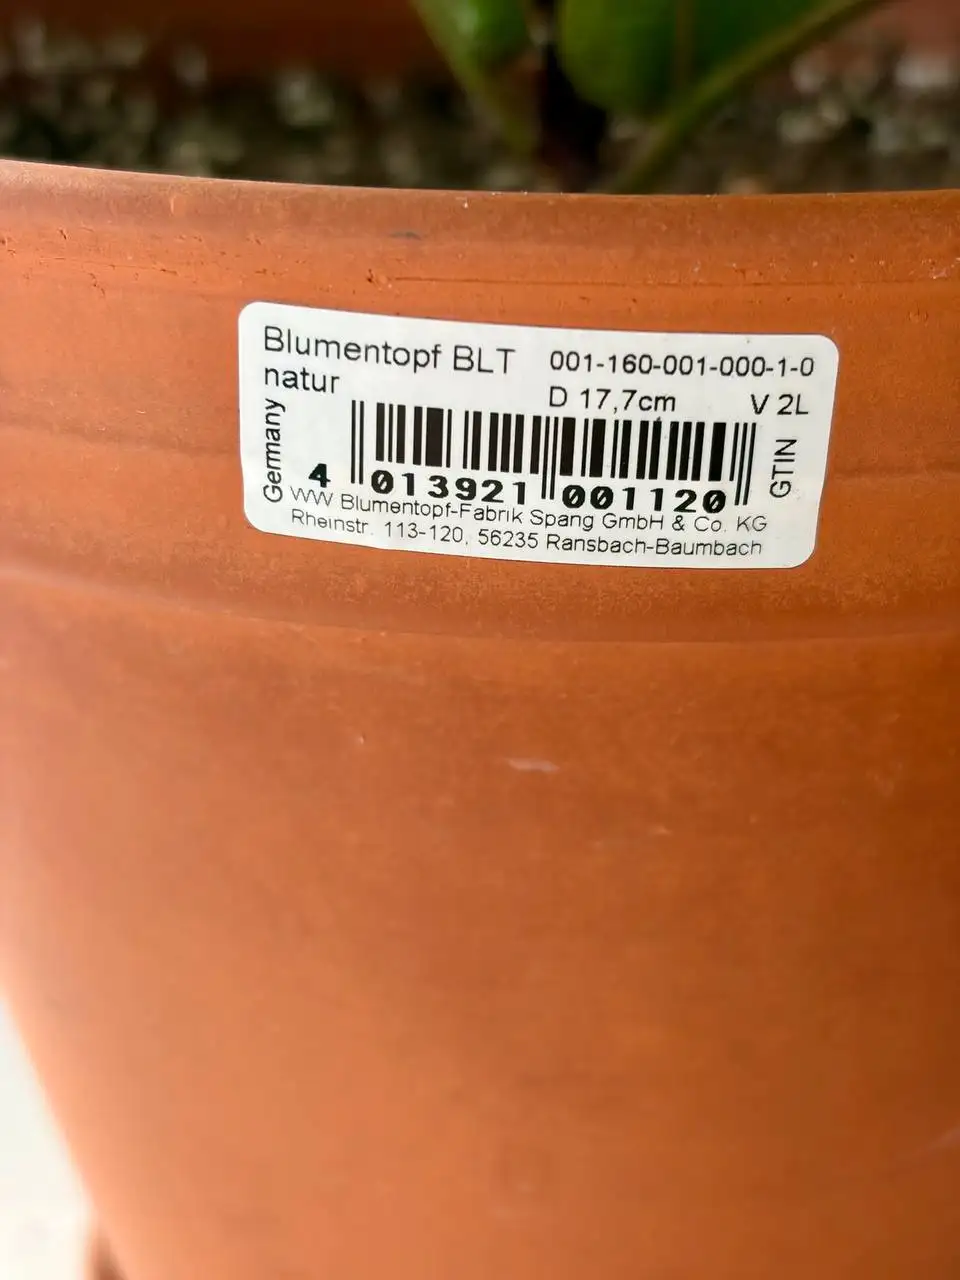 Blumentopf BLT 001-160-001-000-1-0
natur D 17,7cm V 2L
Germany
GTIN
4 013921 001120
WW Blumentopf-Fabrik Spang GmbH & Co. KG
Rheinstr. 113-120, 56235 Ransbach-Baumbach